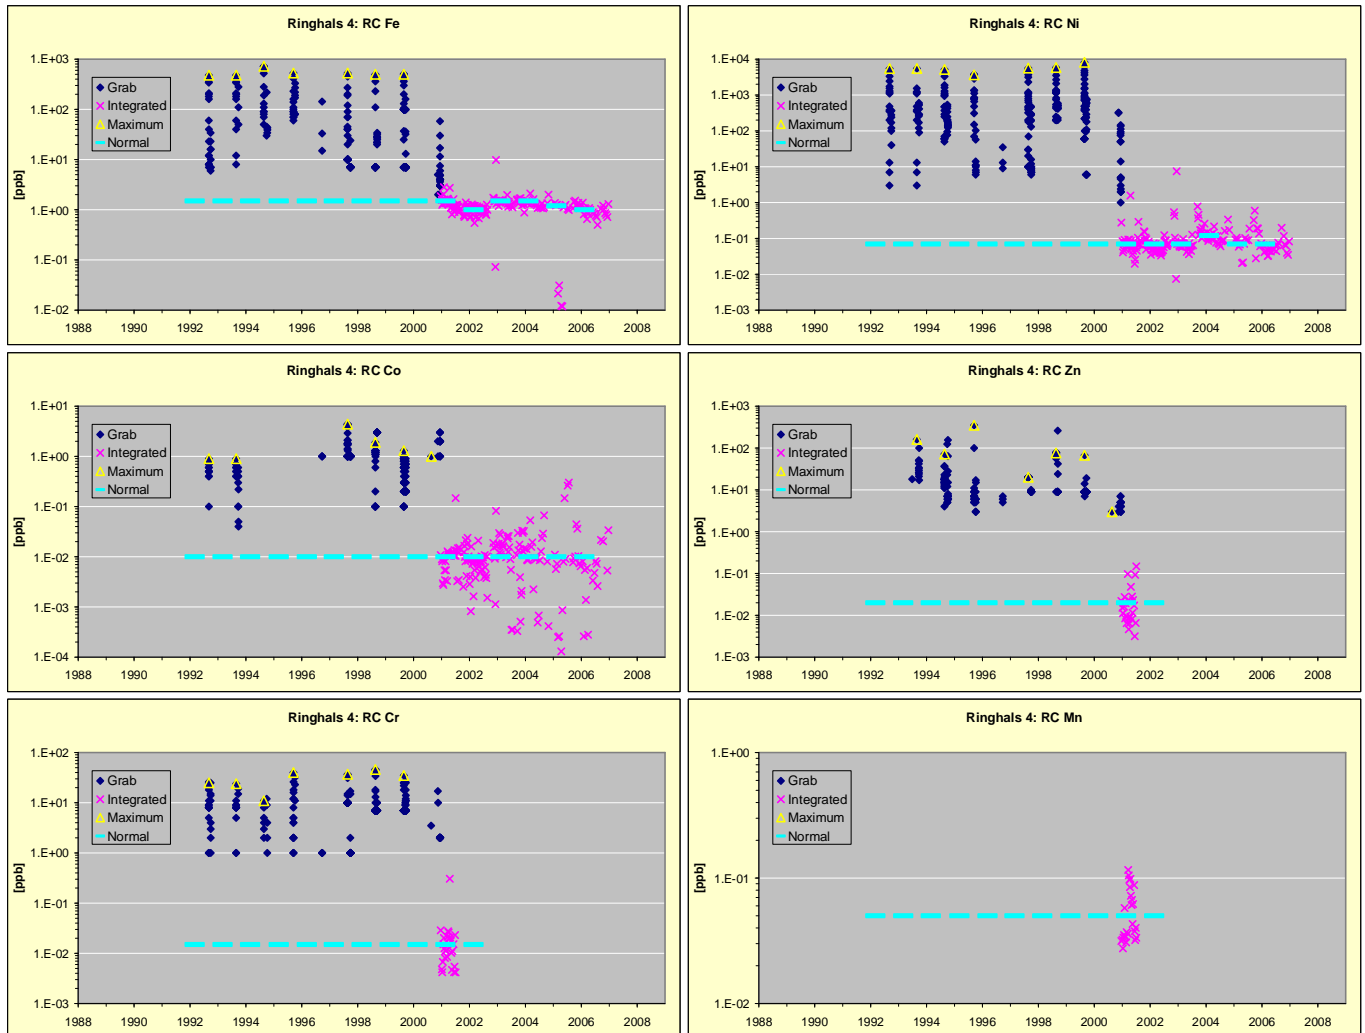 Ringhals 4: RC Fe
1.E+03
1.E+02
1.E+01
1.E+00
1.E-01
1.E-02
[ppb]
Grab
Integrated
Maximum
Normal
1988 1990 1992 1994 1996 1998 2000 2002 2004 2006 2008
Ringhals 4: RC Ni
1.E+04
1.E+03
1.E+02
1.E+01
1.E+00
1.E-01
1.E-02
1.E-03
[ppb]
Grab
Integrated
Maximum
Normal
1988 1990 1992 1994 1996 1998 2000 2002 2004 2006 2008
Ringhals 4: RC Co
1.E+01
1.E+00
1.E-01
1.E-02
1.E-03
1.E-04
[ppb]
Grab
Integrated
Maximum
Normal
1988 1990 1992 1994 1996 1998 2000 2002 2004 2006 2008
Ringhals 4: RC Zn
1.E+03
1.E+02
1.E+01
1.E+00
1.E-01
1.E-02
1.E-03
[ppb]
Grab
Integrated
Maximum
Normal
1988 1990 1992 1994 1996 1998 2000 2002 2004 2006 2008
Ringhals 4: RC Cr
1.E+02
1.E+01
1.E+00
1.E-01
1.E-02
1.E-03
[ppb]
Grab
Integrated
Maximum
Normal
1988 1990 1992 1994 1996 1998 2000 2002 2004 2006 2008
Ringhals 4: RC Mn
1.E+00
1.E-01
1.E-02
[ppb]
Grab
Integrated
Maximum
Normal
1988 1990 1992 1994 1996 1998 2000 2002 2004 2006 2008